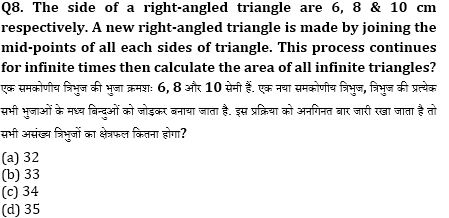 Q8. The side of a right-angled triangle are 6, 8 & 10 cm
respectively. A new right-angled triangle is made by joining the
mid-points of all each sides of triangle. This process continues
for infinite times then calculate the area of all infinite triangles?
एक समकोणीय त्रिभुज की भुजा क्रमशः 6, 8 और 10 सेमी हैं. एक नया समकोणीय त्रिभुज, त्रिभुज की प्रत्येक
सभी भुजाओं के मध्य बिन्दुओं को जोड़कर बनाया जाता है. इस प्रक्रिया को अनगिनत बार जारी रखा जाता है तो
सभी असंख्य त्रिभुजों का क्षेत्रफल कितना होगा?
(a) 32
(b) 33
(c) 34
(d) 35